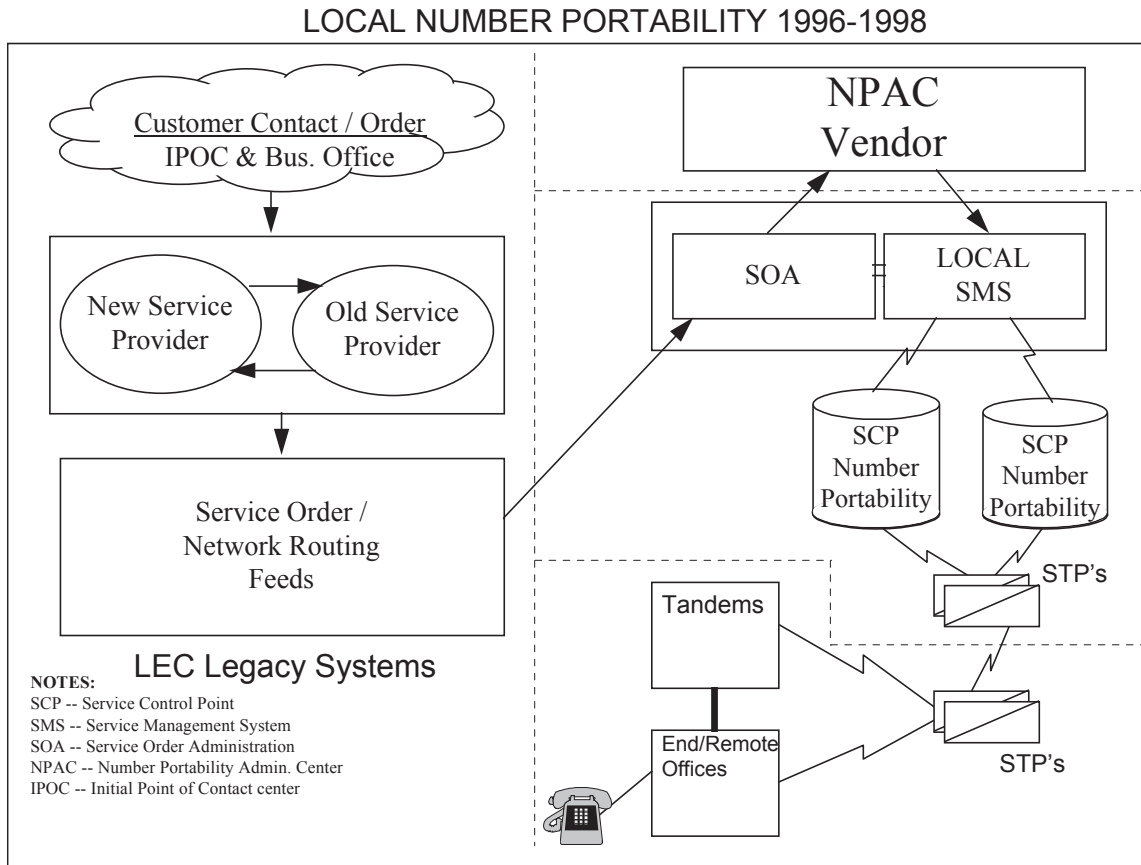 LOCAL NUMBER PORTABILITY 1996-1998
Customer Contact / Order
IPOC & Bus. Office
New Service
Provider
Old Service
Provider
Service Order /
Network Routing
Feeds
LEC Legacy Systems
NOTES:
SCP -- Service Control Point
SMS -- Service Management System
SOA -- Service Order Administration
NPAC -- Number Portability Admin. Center
IPOC -- Initial Point of Contact center
NPAC
Vendor
SOA
LOCAL
SMS
SCP
Number
Portability
SCP
Number
Portability
STP's
Tandems
End/Remote
Offices
STP's